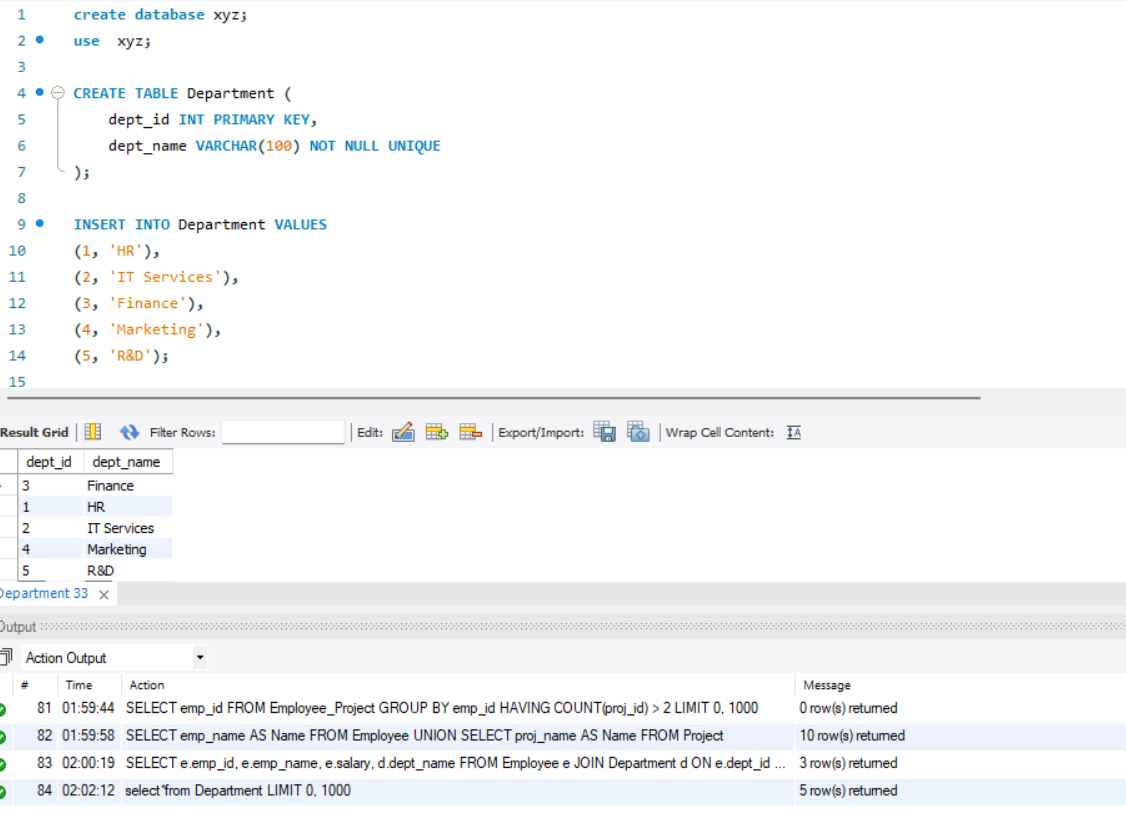 1 create database xyz;
2 use xyz;
3
4 CREATE TABLE Department (
5 dept_id INT PRIMARY KEY,
6 dept_name VARCHAR(100) NOT NULL UNIQUE
7 );
8
9 INSERT INTO Department VALUES
10 (1, 'HR'),
11 (2, 'IT Services'),
12 (3, 'Finance'),
13 (4, 'Marketing'),
14 (5, 'R&D');
15
Result Grid Filter Rows: Edit: Export/Import: Wrap Cell Content: IA
dept_id dept_name
3 Finance
1 HR
2 IT Services
4 Marketing
5 R&D
Department 33 ×
Output
Action Output
# Time Action Message
81 01:59:44 SELECT emp_id FROM Employee_Project GROUP BY emp_id HAVING COUNT(proj_id) > 2 LIMIT 0, 1000 0 row(s) returned
82 01:59:58 SELECT emp_name AS Name FROM Employee UNION SELECT proj_name AS Name FROM Project 10 row(s) returned
83 02:00:19 SELECT e.emp_id, e.emp_name, e.salary, d.dept_name FROM Employee e JOIN Department d ON e.dept_id ... 3 row(s) returned
84 02:02:12 select*from Department LIMIT 0, 1000 5 row(s) returned